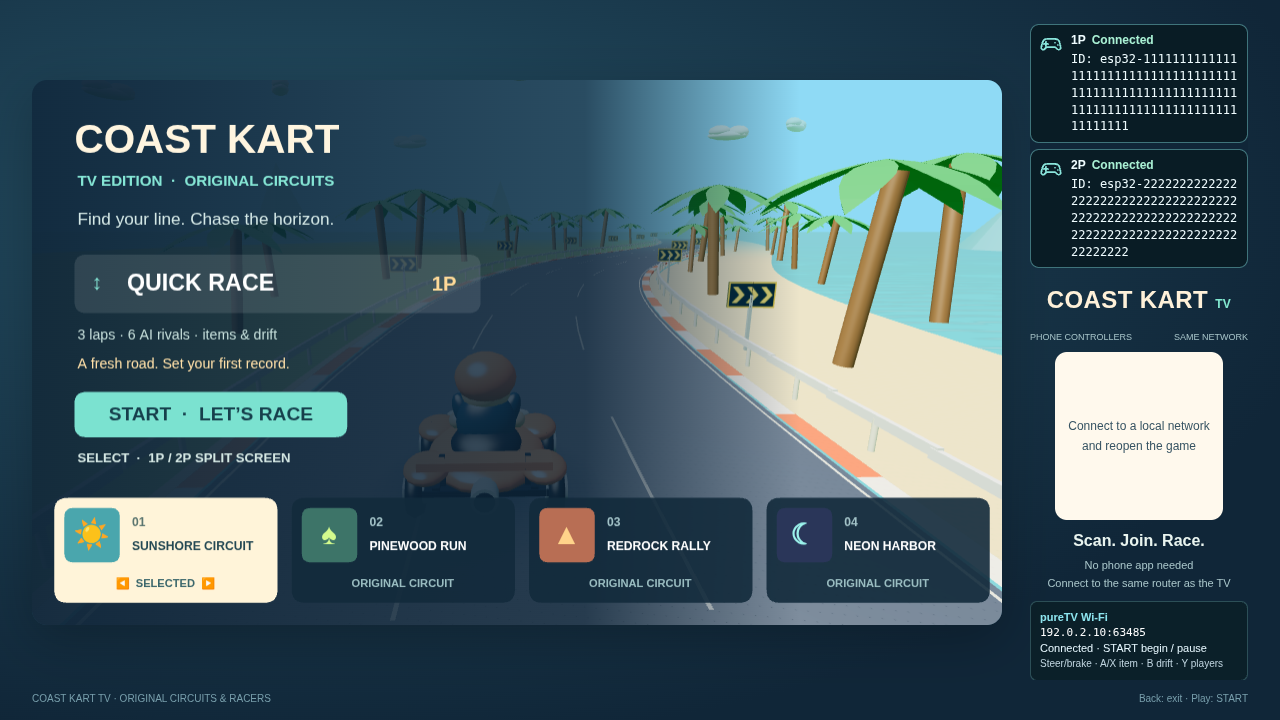 COAST KART
TV EDITION · ORIGINAL CIRCUITS
Find your line. Chase the horizon.
↕ QUICK RACE 1P
3 laps · 6 AI rivals · items & drift
A fresh road. Set your first record.
START · LET'S RACE
SELECT · 1P / 2P SPLIT SCREEN
01
SUNSHORE CIRCUIT
◀ SELECTED ▶
02
PINEWOOD RUN
ORIGINAL CIRCUIT
03
REDROCK RALLY
ORIGINAL CIRCUIT
04
NEON HARBOR
ORIGINAL CIRCUIT
1P Connected
ID: esp32-1111111111111
11111111111111111111111
11111111111111111111111
11111111111111111111111
11111111
2P Connected
ID: esp32-2222222222222
22222222222222222222222
22222222222222222222222
22222222222222222222222
22222222
COAST KART TV
PHONE CONTROLLERS SAME NETWORK
Connect to a local network
and reopen the game
Scan. Join. Race.
No phone app needed
Connect to the same router as the TV
pureTV Wi-Fi
192.0.2.10:63485
Connected · START begin / pause
Steer/brake · A/X item · B drift · Y players
COAST KART TV · ORIGINAL CIRCUITS & RACERS
Back: exit · Play: START